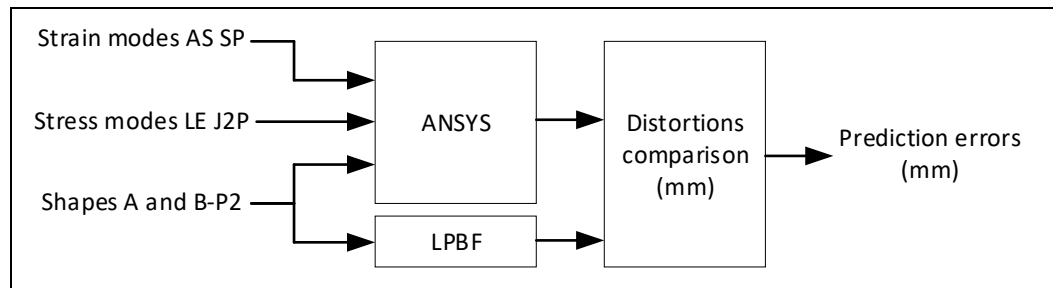 Strain modes AS SP
Stress modes LE J2P
Shapes A and B-P2
ANSYS
LPBF
Distortions
comparison
(mm)
Prediction errors
(mm)